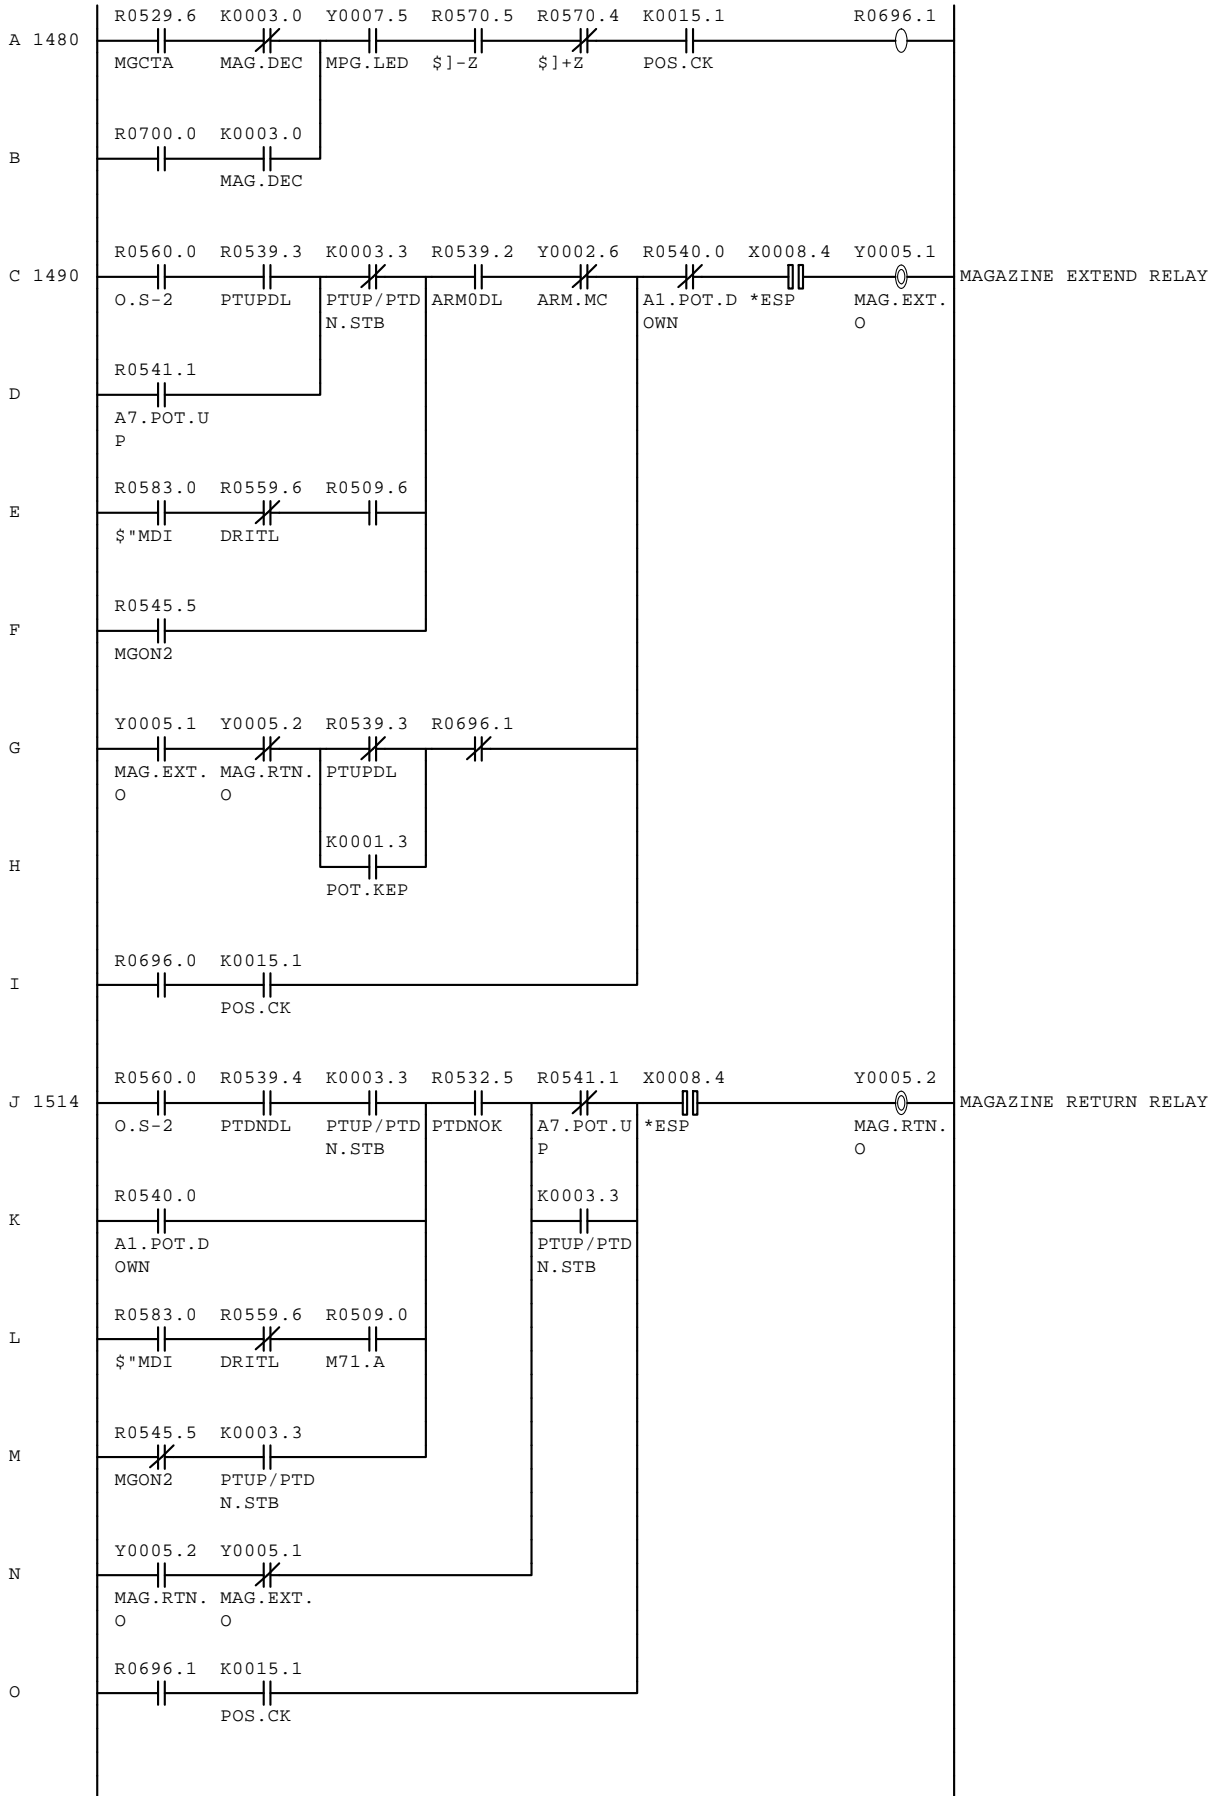 R0529.6 K0003.0 Y0007.5 R0570.5 R0570.4 K0015.1 R0696.1
A 1480
MGCTA MAG.DEC MPG.LED $]-Z $]+Z POS.CK
R0700.0 K0003.0
B
MAG.DEC
R0560.0 R0539.3 K0003.3 R0539.2 Y0002.6 R0540.0 X0008.4 Y0005.1
C 1490 MAGAZINE EXTEND RELAY
O.S-2 PTUPDL PTUP/PTD ARM0DL ARM.MC A1.POT.D *ESP MAG.EXT.
N.STB OWN O
R0541.1
D
A7.POT.U
P
R0583.0 R0559.6 R0509.6
E
$"MDI DRITL
R0545.5
F
MGON2
Y0005.1 Y0005.2 R0539.3 R0696.1
G
MAG.EXT. MAG.RTN. PTUPDL
O O
K0001.3
H
POT.KEP
R0696.0 K0015.1
I
POS.CK
R0560.0 R0539.4 K0003.3 R0532.5 R0541.1 X0008.4 Y0005.2
J 1514 MAGAZINE RETURN RELAY
O.S-2 PTDNDL PTUP/PTD PTDNOK A7.POT.U *ESP MAG.RTN.
N.STB P O
R0540.0 K0003.3
K
A1.POT.D PTUP/PTD
OWN N.STB
R0583.0 R0559.6 R0509.0
L
$"MDI DRITL M71.A
R0545.5 K0003.3
M
MGON2 PTUP/PTD
N.STB
Y0005.2 Y0005.1
N
MAG.RTN. MAG.EXT.
O O
R0696.1 K0015.1
O
POS.CK